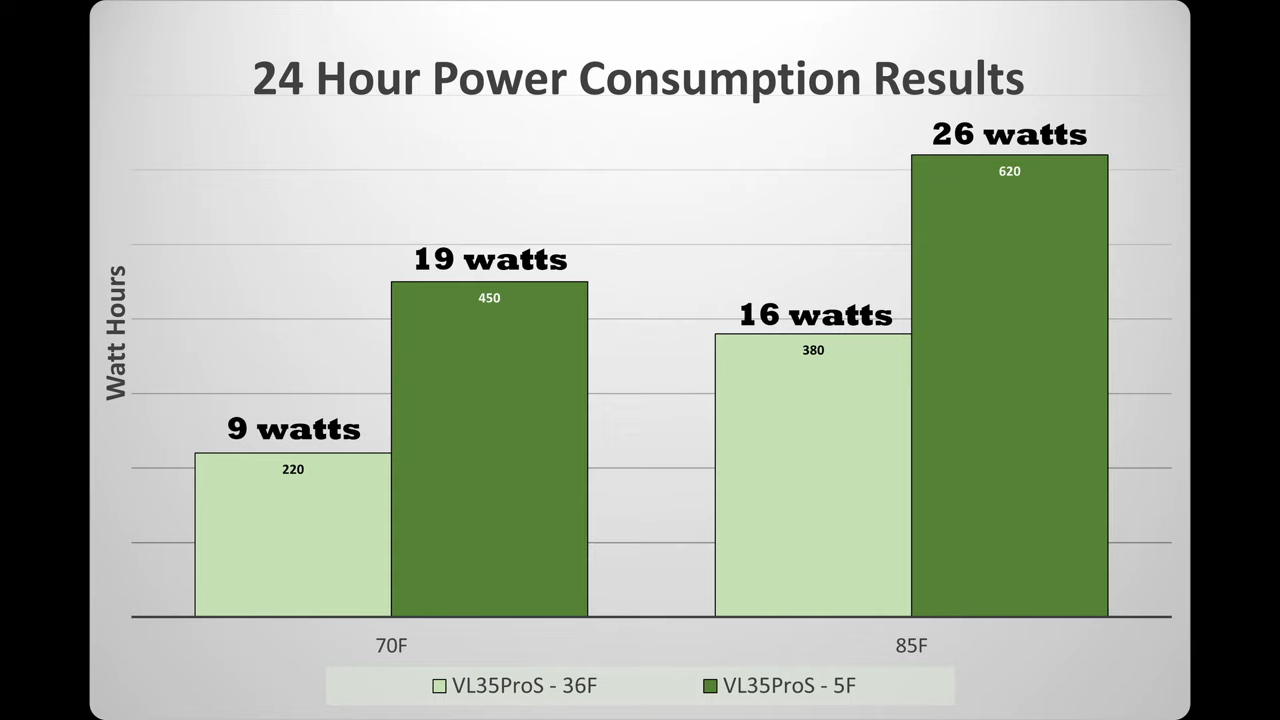 24 Hour Power Consumption Results
26 watts
620
19 watts
450
16 watts
380
9 watts
220
Watt Hours
70F
85F
VL35ProS - 36F
VL35ProS - 5F